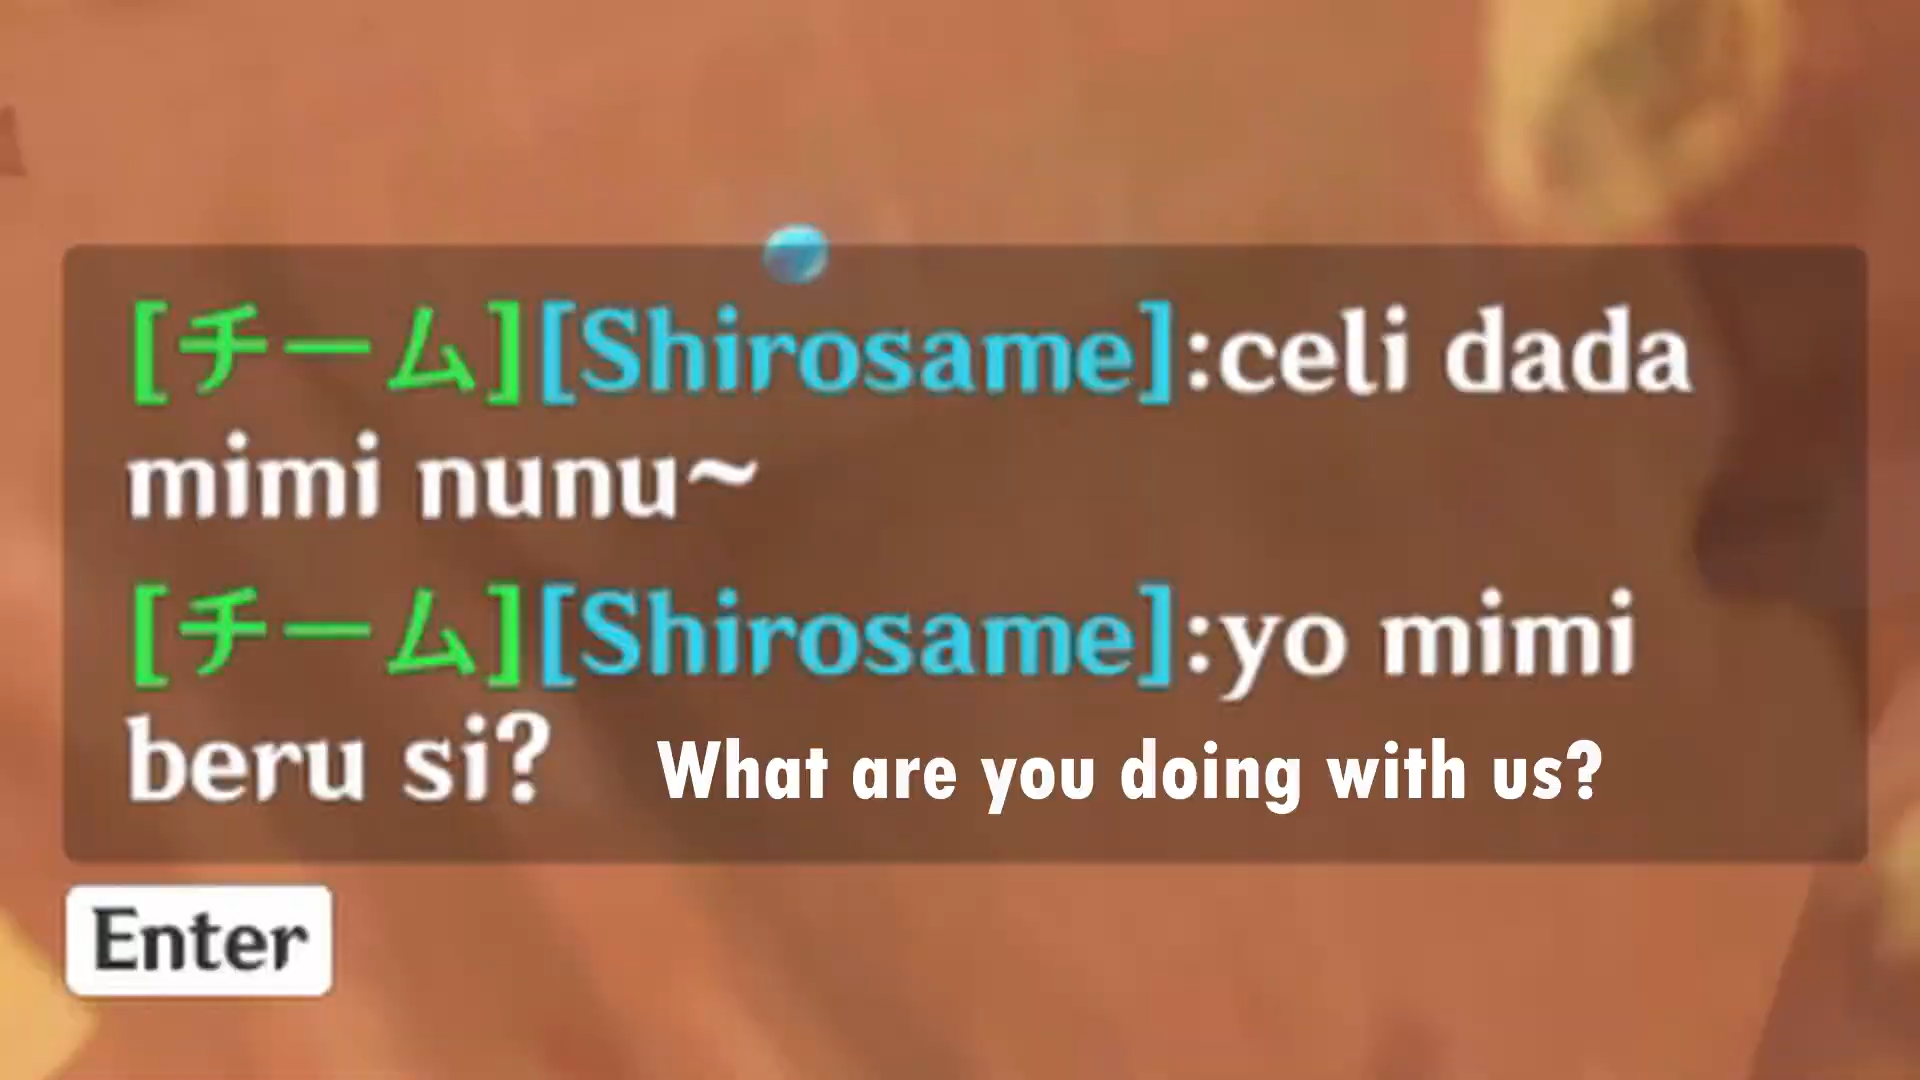 [チーム][Shirosame]:celi dada
mimi nunu~
[チーム][Shirosame]:yo mimi
beru si? What are you doing with us?
Enter